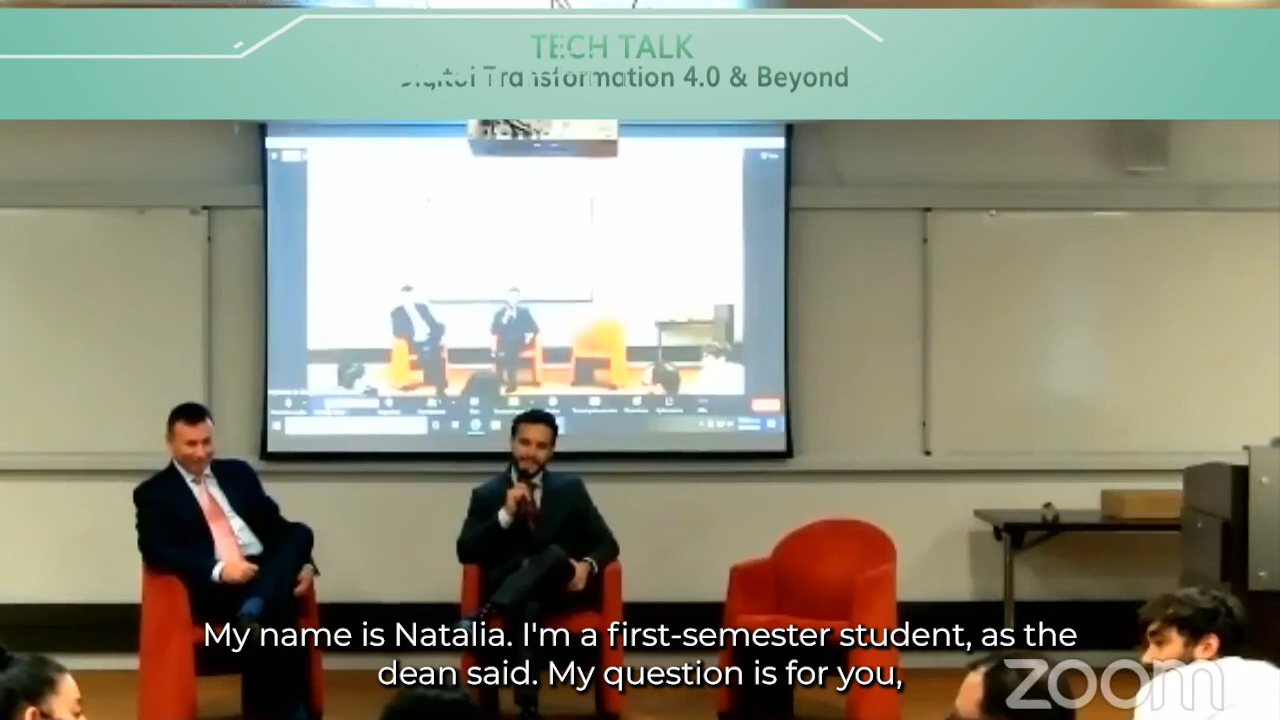 TECH TALK
Digital Transformation 4.0 & Beyond
My name is Natalia. I'm a first-semester student, as the
dean said. My question is for you,
zoom